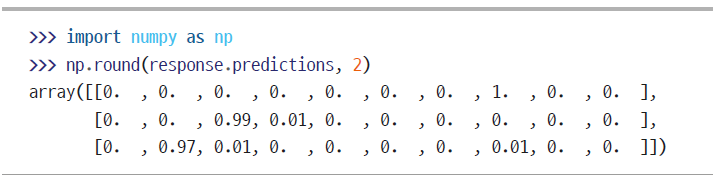 >>> import numpy as np
>>> np.round(response.predictions, 2)
array([[0.  , 0.  , 0.  , 0.  , 0.  , 0.  , 0.  , 1.  , 0.  , 0.  ],
       [0.  , 0.  , 0.99, 0.01, 0.  , 0.  , 0.  , 0.  , 0.  , 0.  ],
       [0.  , 0.97, 0.01, 0.  , 0.  , 0.  , 0.  , 0.01, 0.  , 0.  ]])